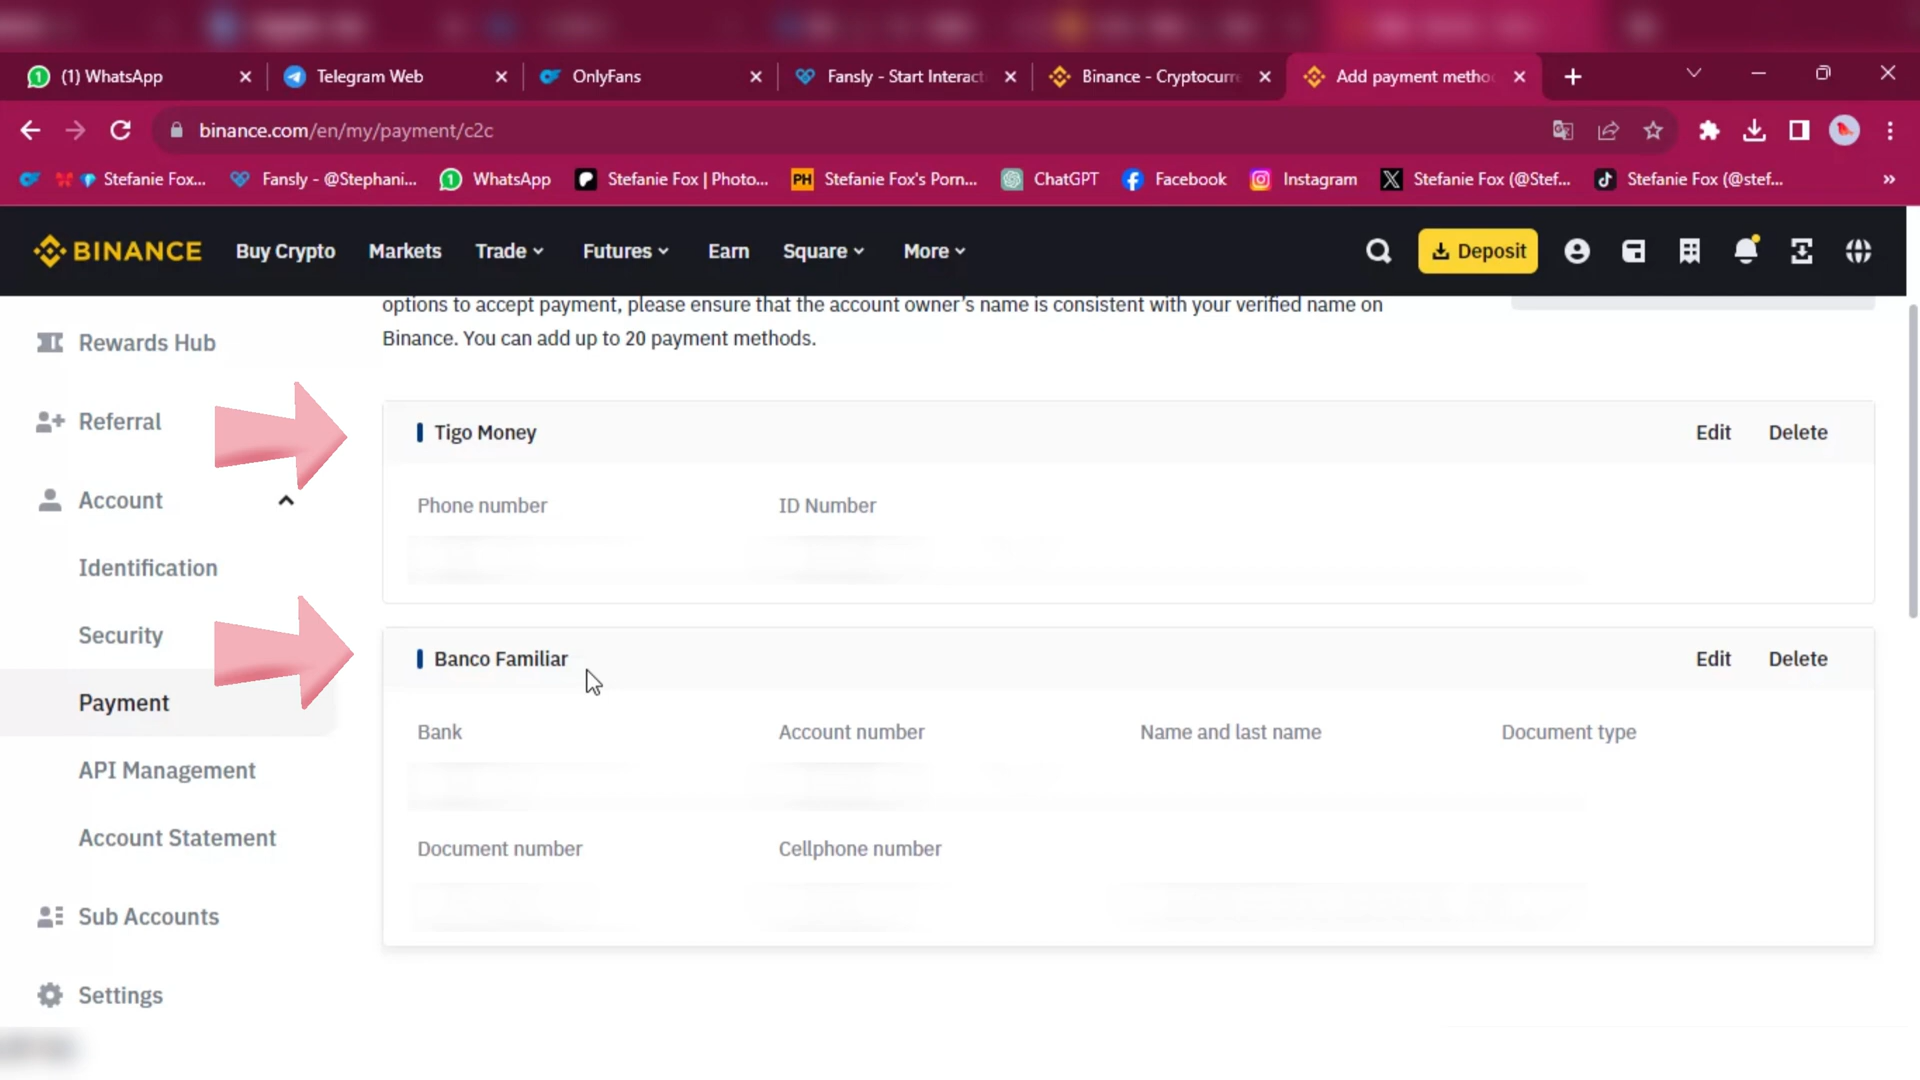 (1) WhatsApp
Telegram Web
OnlyFans
Fansly - Start Interact
Binance - Cryptocurre
Add payment metho
binance.com/en/my/payment/c2c
Stefanie Fox...
Fansly - @Stephani...
WhatsApp
Stefanie Fox | Photo...
PH Stefanie Fox's Porn...
ChatGPT
Facebook
Instagram
Stefanie Fox (@Stef...
Stefanie Fox (@stef...
BINANCE
Buy Crypto
Markets
Trade
Futures
Earn
Square
More
Deposit
options to accept payment, please ensure that the account owner's name is consistent with your verified name on
Binance. You can add up to 20 payment methods.
Rewards Hub
Referral
Account
Identification
Security
Payment
API Management
Account Statement
Sub Accounts
Settings
Tigo Money
Edit
Delete
Phone number
ID Number
Banco Familiar
Edit
Delete
Bank
Account number
Name and last name
Document type
Document number
Cellphone number